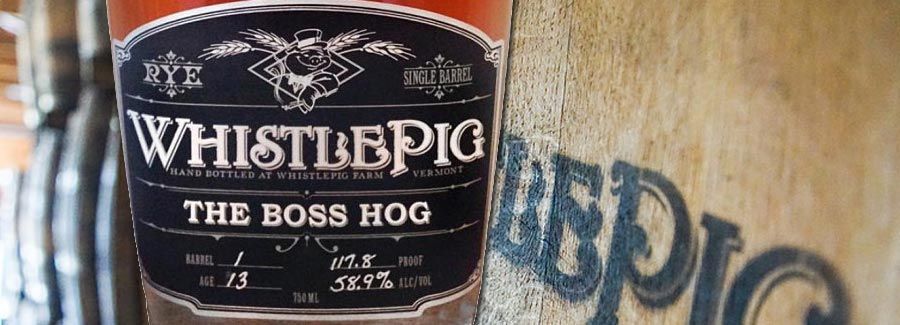 RYE
SINGLE BARREL
WHISTLEPIG
HAND BOTTLED AT WHISTLEPIG FARM VERMONT
THE BOSS HOG
BARREL 1 117.8 PROOF
AGE 13 58.9% ALC/VOL
750 ML
LEPIG